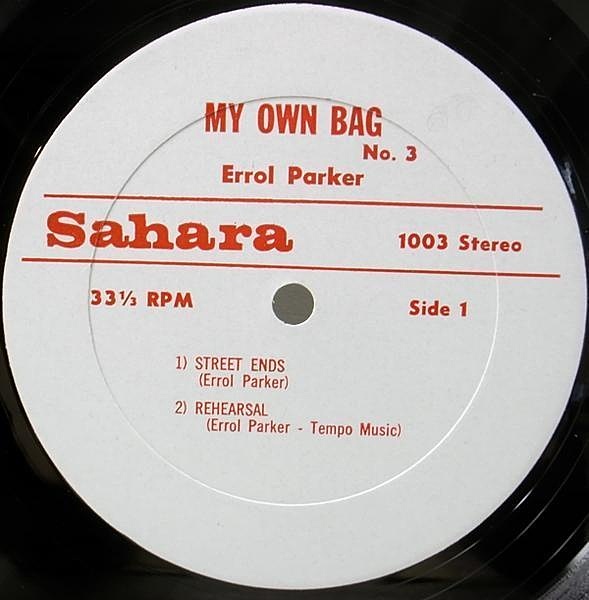 MY OWN BAG
No. 3
Errol Parker
Sahara 1003 Stereo
33⅓ RPM Side 1
1) STREET ENDS
(Errol Parker)
2) REHEARSAL
(Errol Parker - Tempo Music)